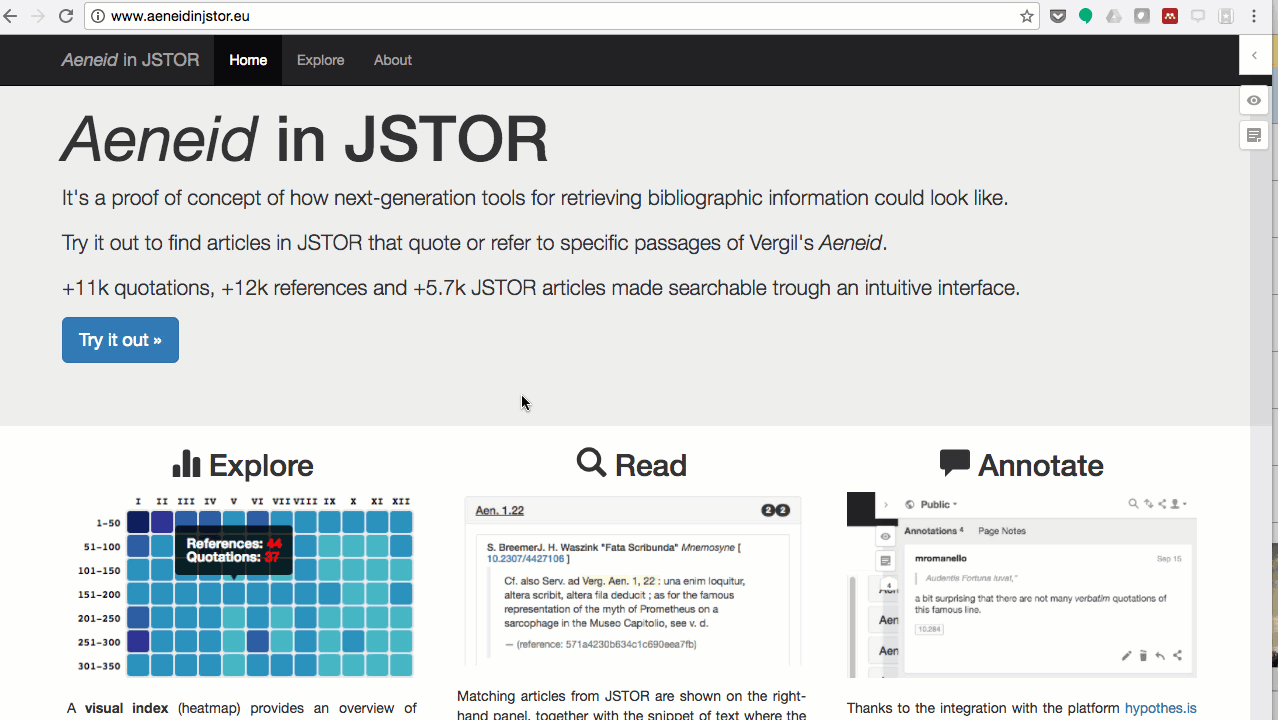 www.aeneidinjstor.eu
Aeneid in JSTOR Home Explore About
Aeneid in JSTOR
It's a proof of concept of how next-generation tools for retrieving bibliographic information could look like.
Try it out to find articles in JSTOR that quote or refer to specific passages of Vergil's Aeneid.
+11k quotations, +12k references and +5.7k JSTOR articles made searchable trough an intuitive interface.
Try it out »
Explore
I II III IV V VI VII VIII IX X XI XII
1-50
51-100
101-150
151-200
201-250
251-300
301-350
References: 44
Quotations: 37
A visual index (heatmap) provides an overview of
Read
Aen. 1.22 2 2
S. BreemerJ. H. Waszink "Fata Scribunda" Mnemosyne [
10.2307/4427106 ]
Cf. also Serv. ad Verg. Aen. 1, 22 : una enim loquitur,
altera scribit, altera fila deducit ; as for the famous
representation of the myth of Prometheus on a
sarcophage in the Museo Capitolio, see v. d.
— (reference: 571a4230b634c1c690eea7fb)
Matching articles from JSTOR are shown on the right-
hand panel, together with the snippet of text where the
Annotate
Public
Annotations 4 Page Notes
mromanello Sep 15
Audentis Fortuna iuvat,"
a bit surprising that there are not many verbatim quotations of
this famous line.
10.284
4
Aen
Aen
Aen
Thanks to the integration with the platform hypothes.is